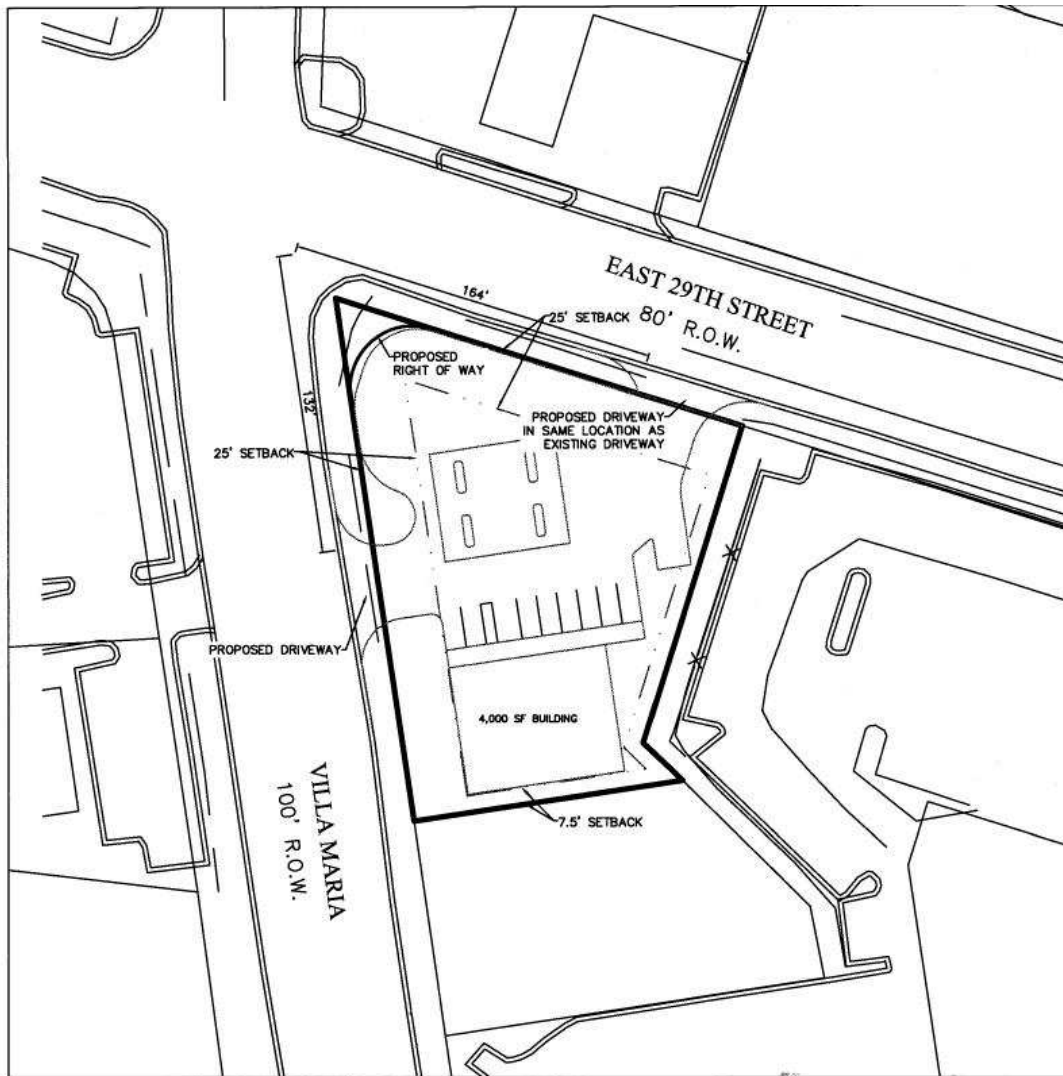 EAST 29TH STREET
80' R.O.W.
164'
25' SETBACK
PROPOSED
RIGHT OF WAY
132'
PROPOSED DRIVEWAY
IN SAME LOCATION AS
EXISTING DRIVEWAY
25' SETBACK
PROPOSED DRIVEWAY
4,000 SF BUILDING
VILLA MARIA
100' R.O.W.
7.5' SETBACK